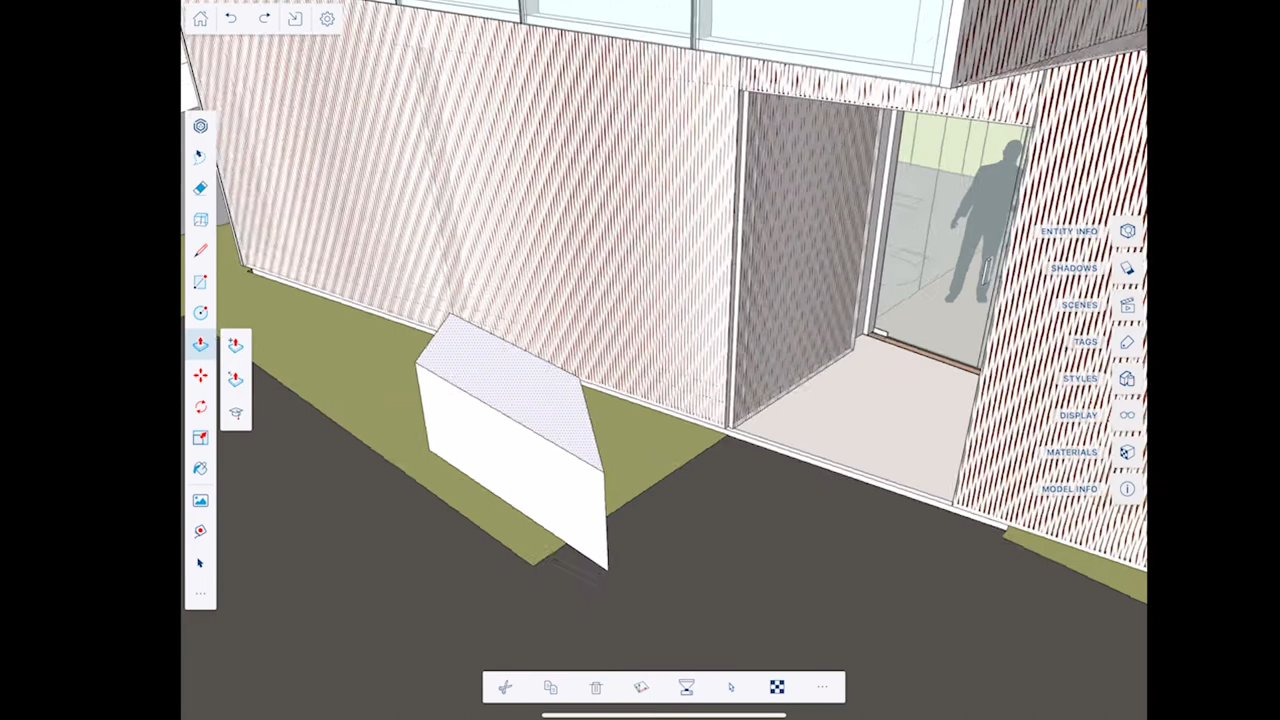 ENTITY INFO
SHADOWS
SCENES
TAGS
STYLES
DISPLAY
MATERIALS
MODEL INFO